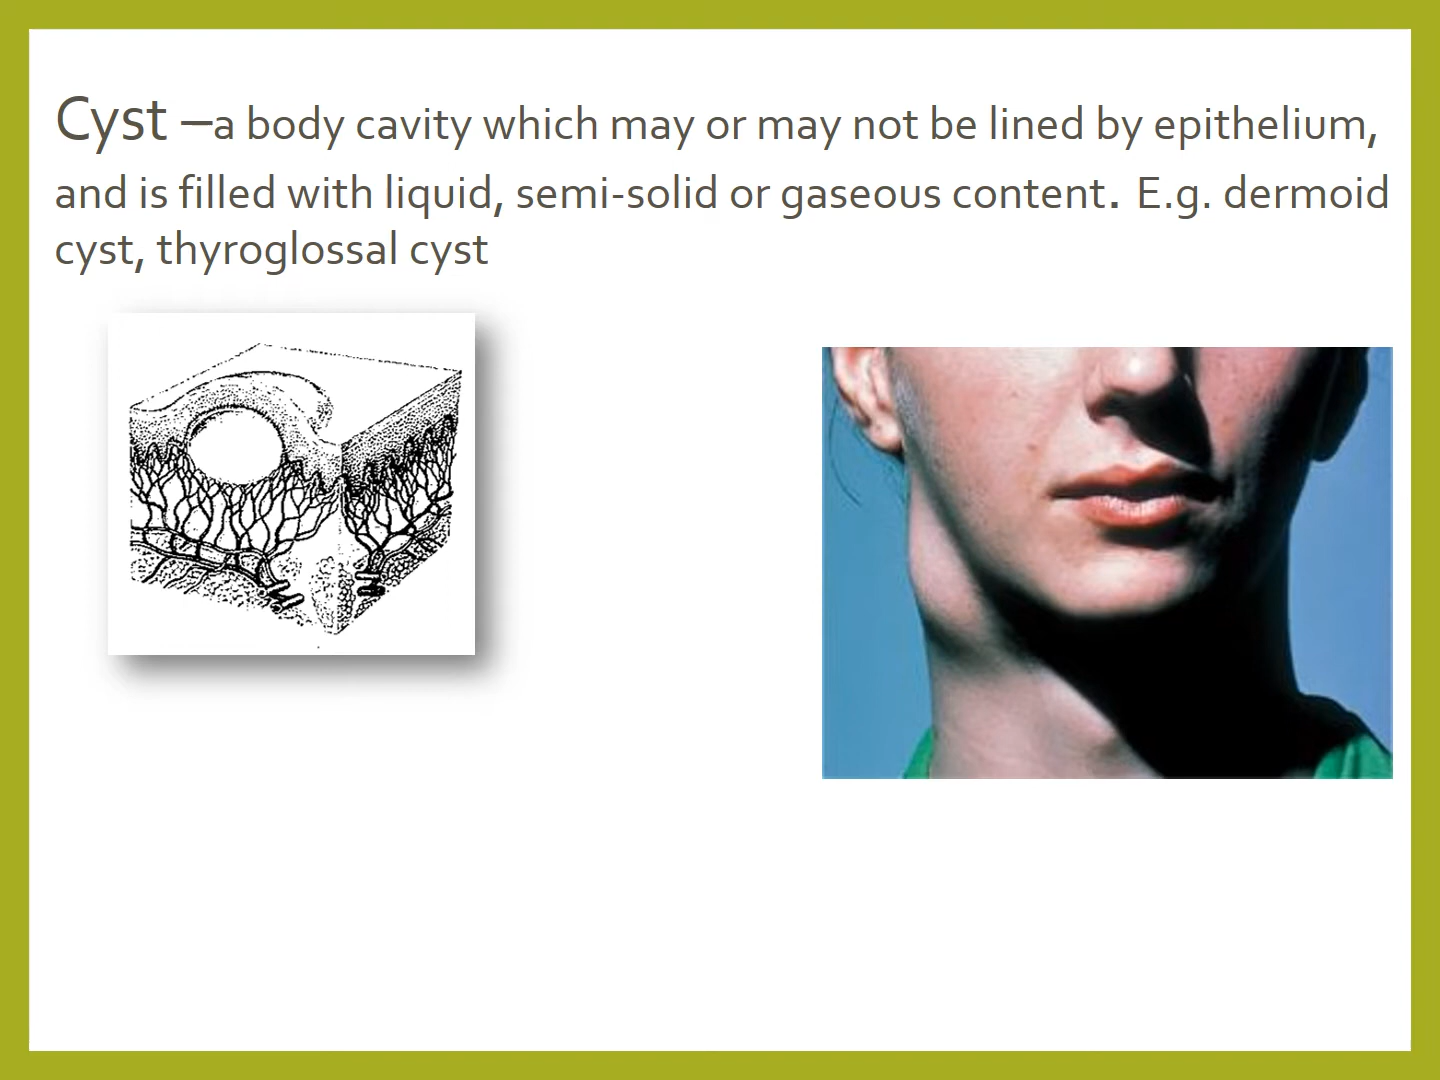 Cyst –a body cavity which may or may not be lined by epithelium,
and is filled with liquid, semi-solid or gaseous content. E.g. dermoid
cyst, thyroglossal cyst